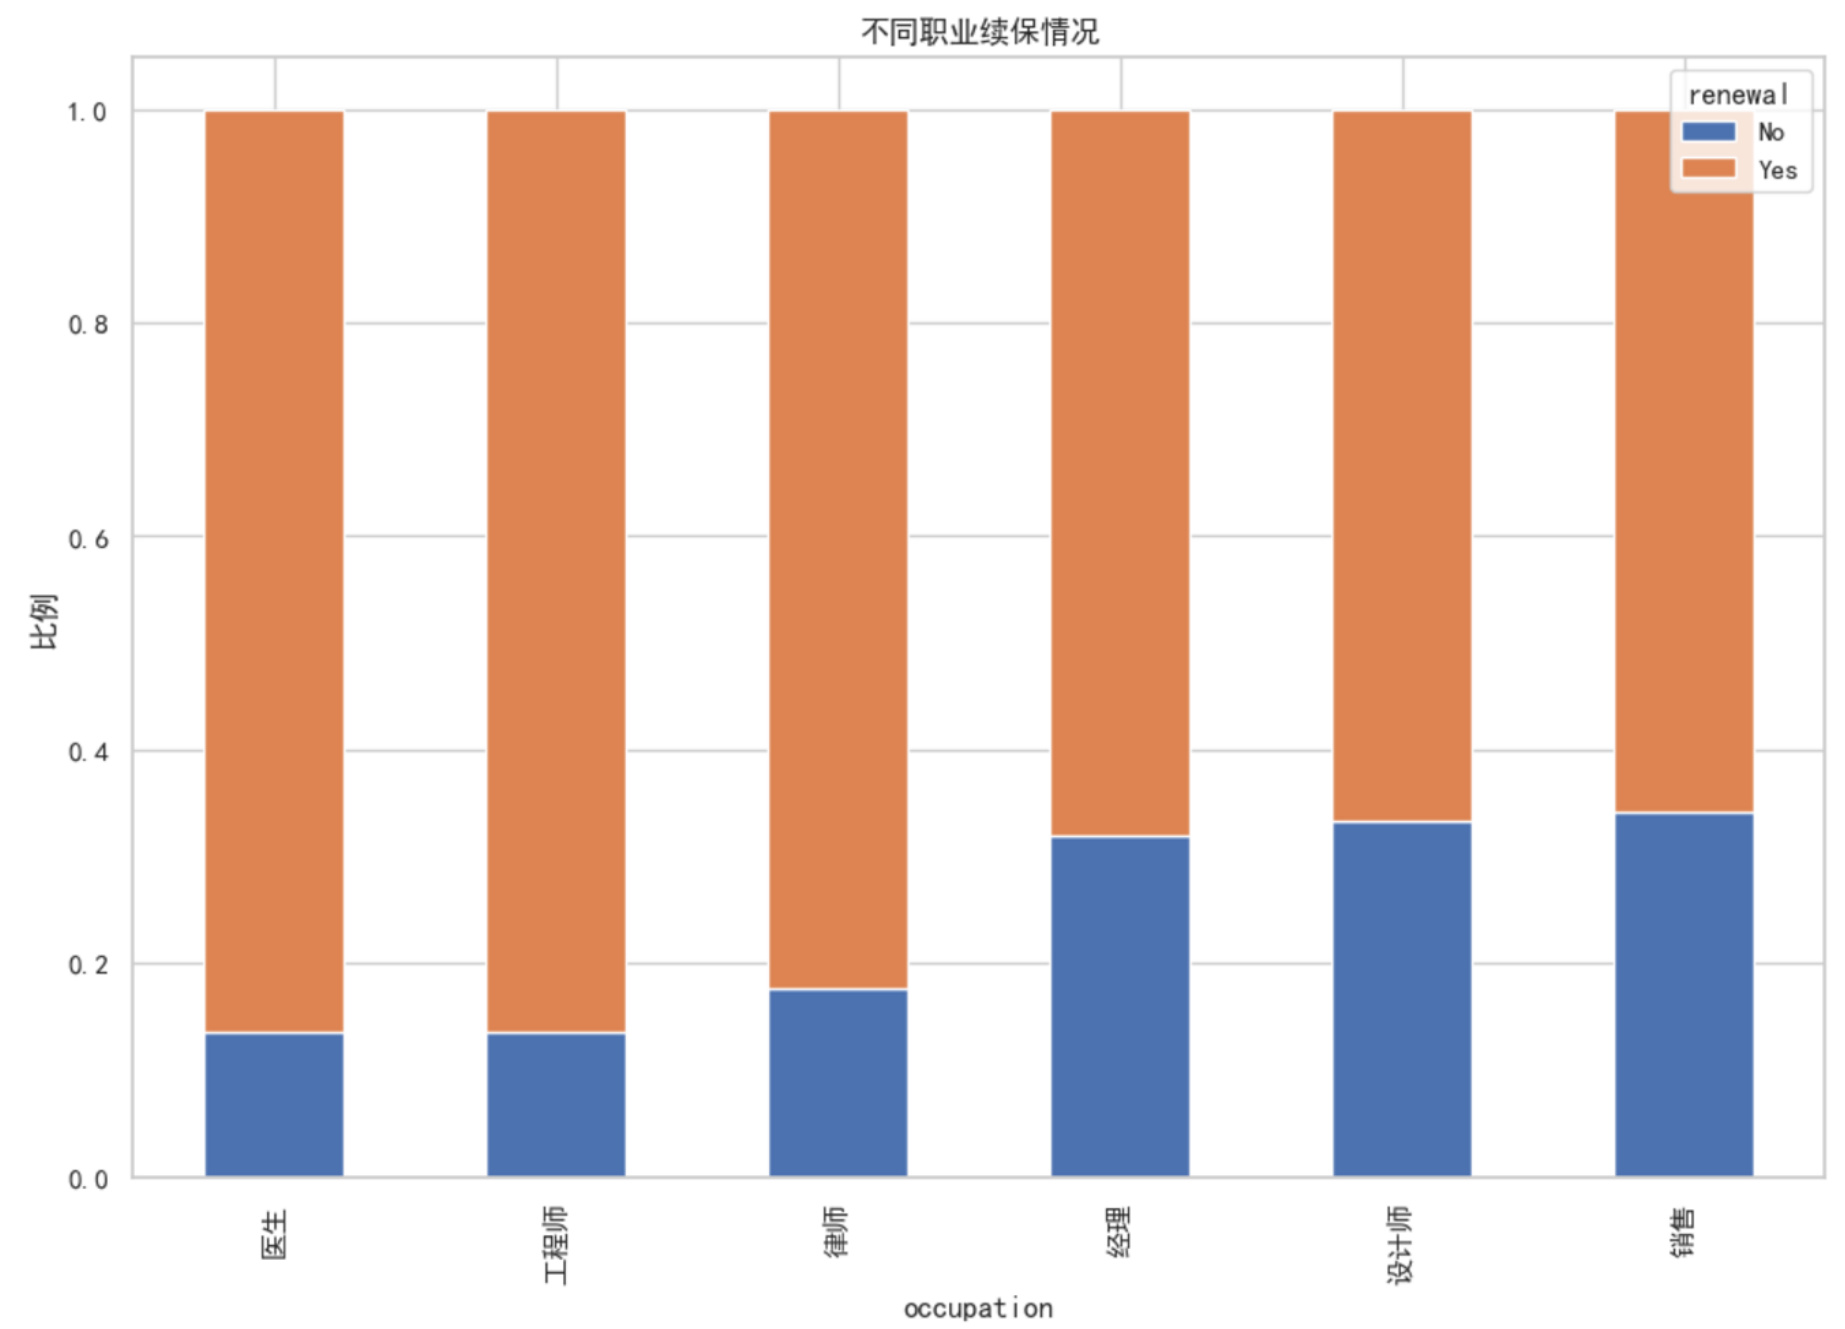 不同职业续保情况
renewal
No
Yes
1.0
0.8
0.6
0.4
0.2
0.0
比例
医生
工程师
律师
经理
设计师
销售
occupation